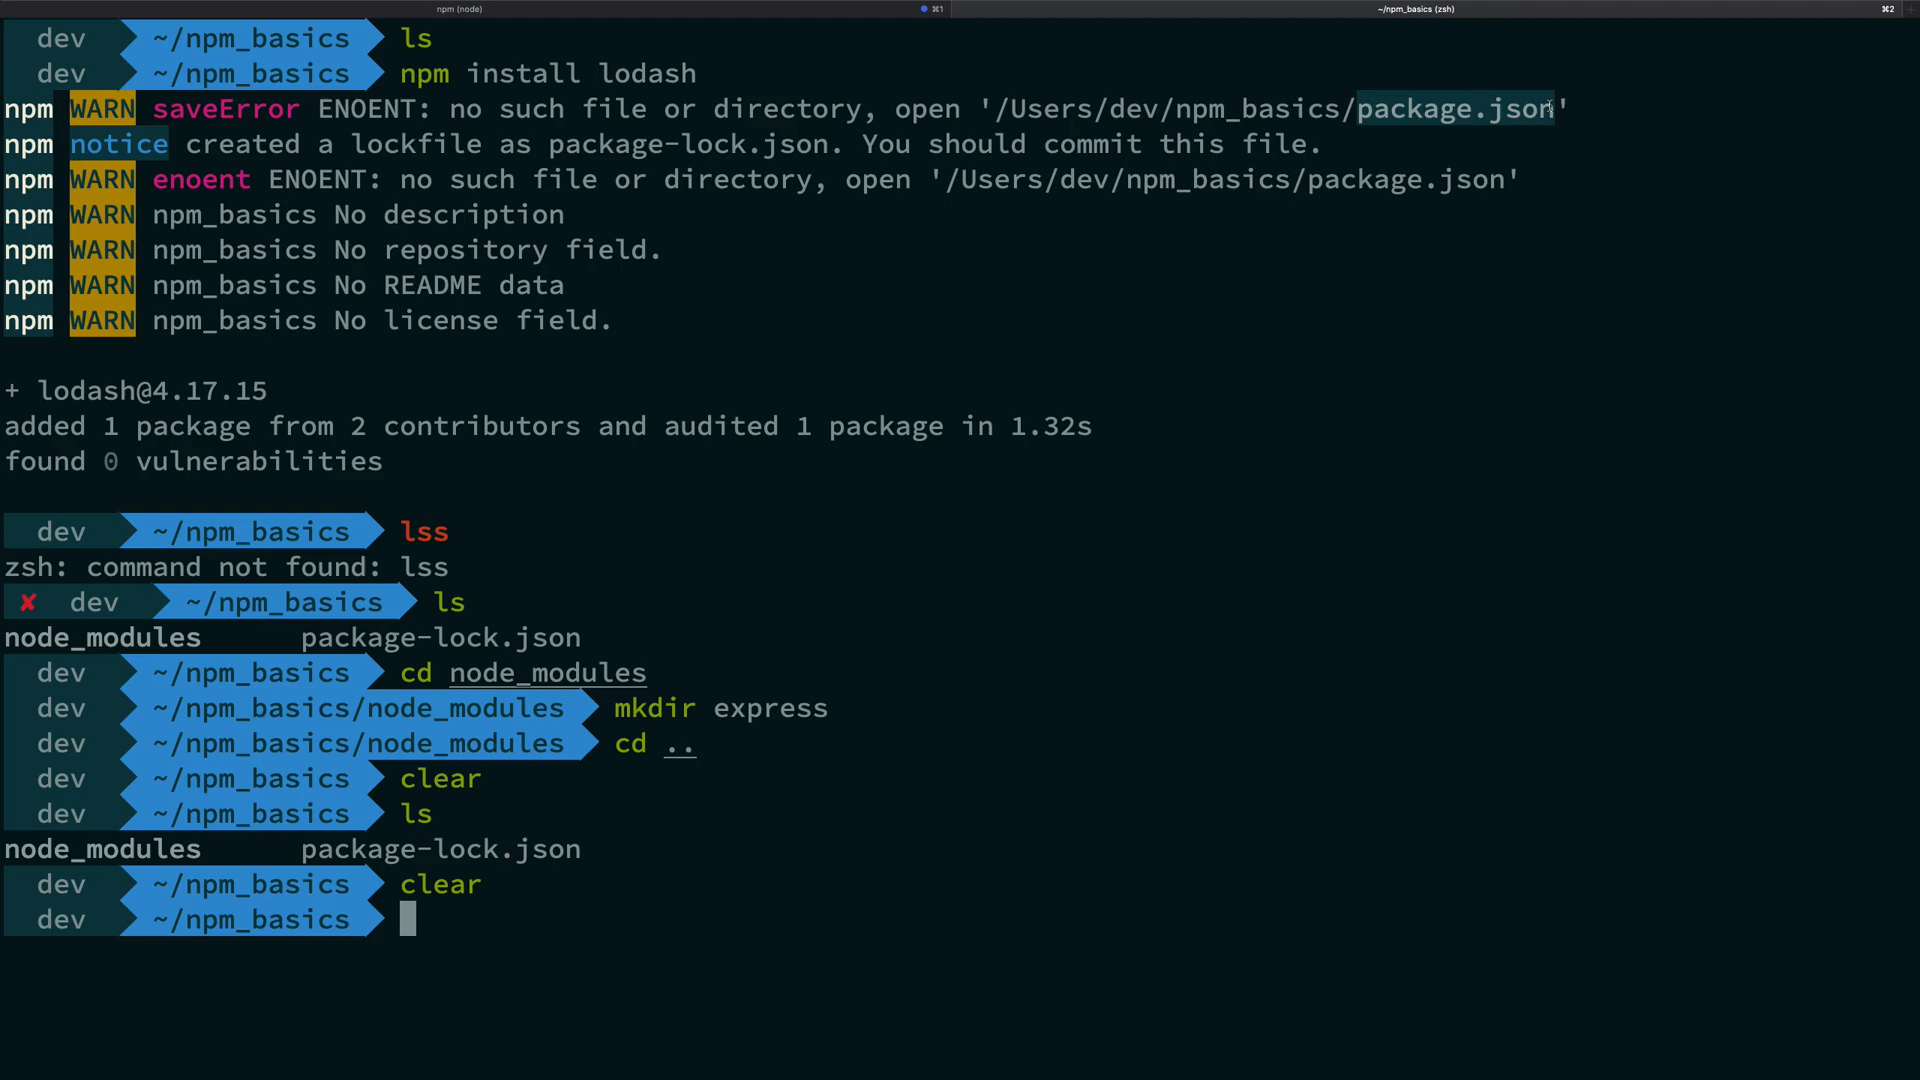 npm (node) ⌘1 ~/npm_basics (zsh) ⌘2
dev ~/npm_basics ls
dev ~/npm_basics npm install lodash
npm WARN saveError ENOENT: no such file or directory, open '/Users/dev/npm_basics/package.json'
npm notice created a lockfile as package-lock.json. You should commit this file.
npm WARN enoent ENOENT: no such file or directory, open '/Users/dev/npm_basics/package.json'
npm WARN npm_basics No description
npm WARN npm_basics No repository field.
npm WARN npm_basics No README data
npm WARN npm_basics No license field.
+ lodash@4.17.15
added 1 package from 2 contributors and audited 1 package in 1.32s
found 0 vulnerabilities
dev ~/npm_basics lss
zsh: command not found: lss
✘ dev ~/npm_basics ls
node_modules package-lock.json
dev ~/npm_basics cd node_modules
dev ~/npm_basics/node_modules mkdir express
dev ~/npm_basics/node_modules cd ..
dev ~/npm_basics clear
dev ~/npm_basics ls
node_modules package-lock.json
dev ~/npm_basics clear
dev ~/npm_basics